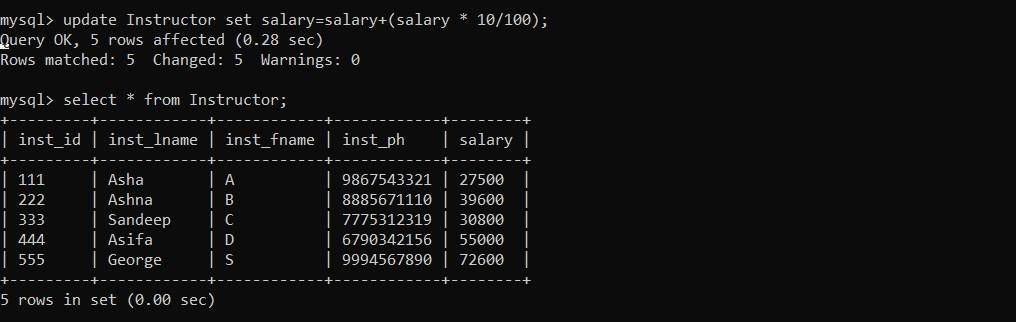 mysql> update Instructor set salary=salary+(salary * 10/100);
Query OK, 5 rows affected (0.28 sec)
Rows matched: 5  Changed: 5  Warnings: 0
mysql> select * from Instructor;
+---------+------------+------------+------------+--------+
| inst_id | inst_lname | inst_fname | inst_ph    | salary |
+---------+------------+------------+------------+--------+
| 111     | Asha       | A          | 9867543321 | 27500  |
| 222     | Ashna      | B          | 8885671110 | 39600  |
| 333     | Sandeep    | C          | 7775312319 | 30800  |
| 444     | Asifa      | D          | 6790342156 | 55000  |
| 555     | George     | S          | 9994567890 | 72600  |
+---------+------------+------------+------------+--------+
5 rows in set (0.00 sec)